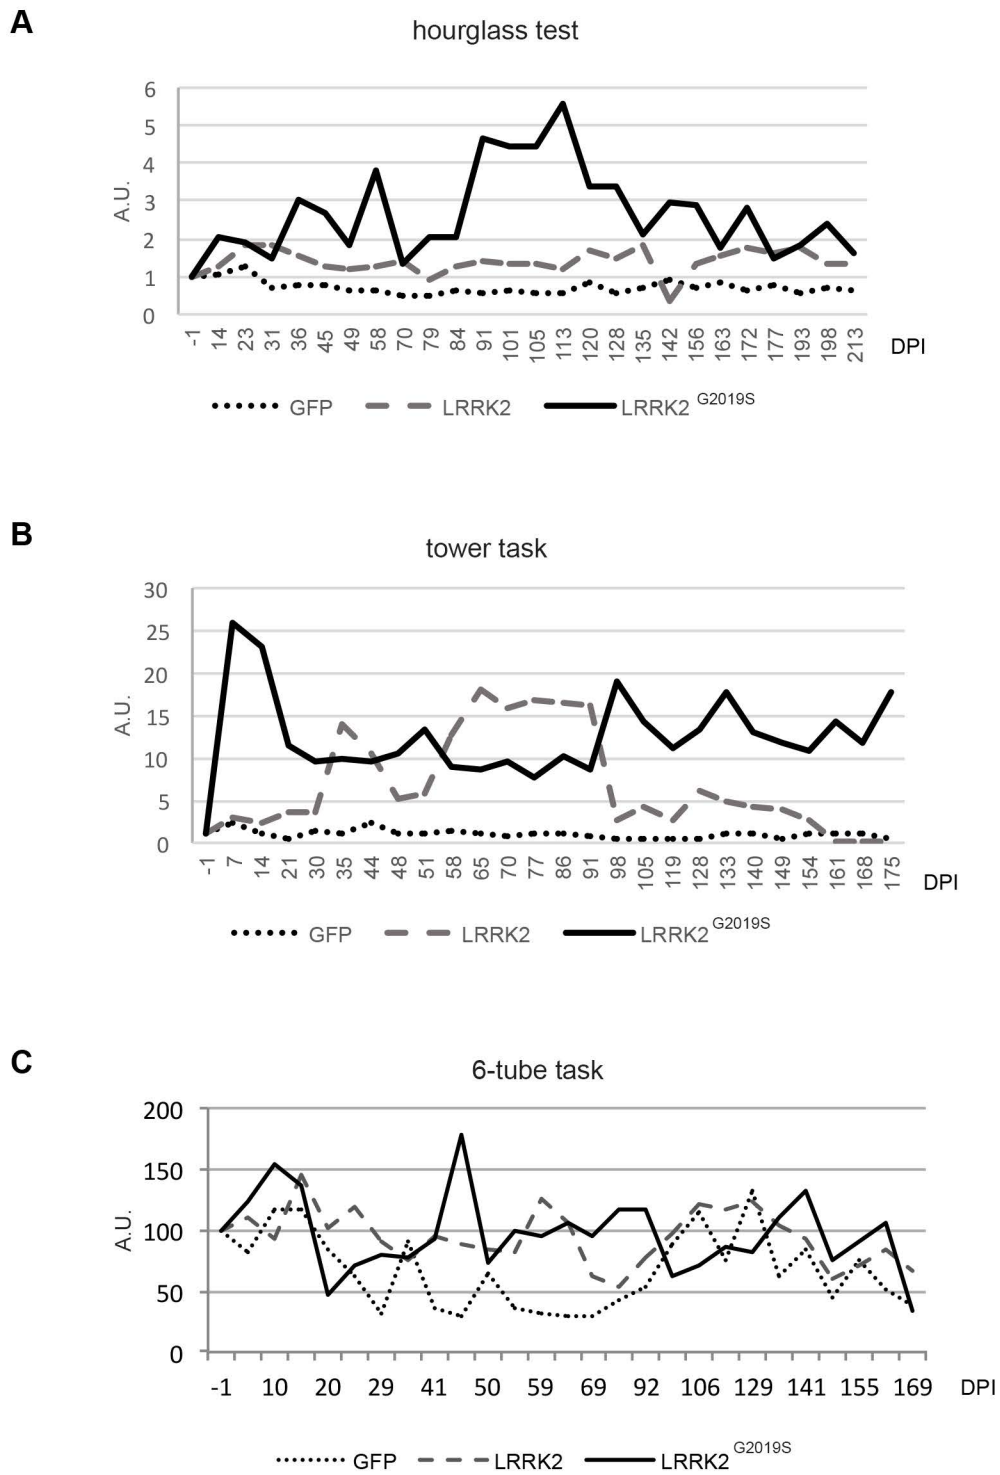 A
hourglass test
6
5
4
3
2
1
0
A.U.
-1 14 23 31 36 45 49 58 70 79 84 91 101 105 113 120 128 135 142 156 163 172 177 193 198 213
DPI
GFP LRRK2 LRRK2 G2019S
B
tower task
30
25
20
15
10
5
0
A.U.
-1 7 14 21 30 35 44 48 51 58 65 70 77 86 91 98 105 119 128 133 140 149 154 161 168 175
DPI
GFP LRRK2 LRRK2 G2019S
C
6-tube task
200
150
100
50
0
A.U.
-1 10 20 29 41 50 59 69 92 106 129 141 155 169 DPI
GFP LRRK2 LRRK2 G2019S